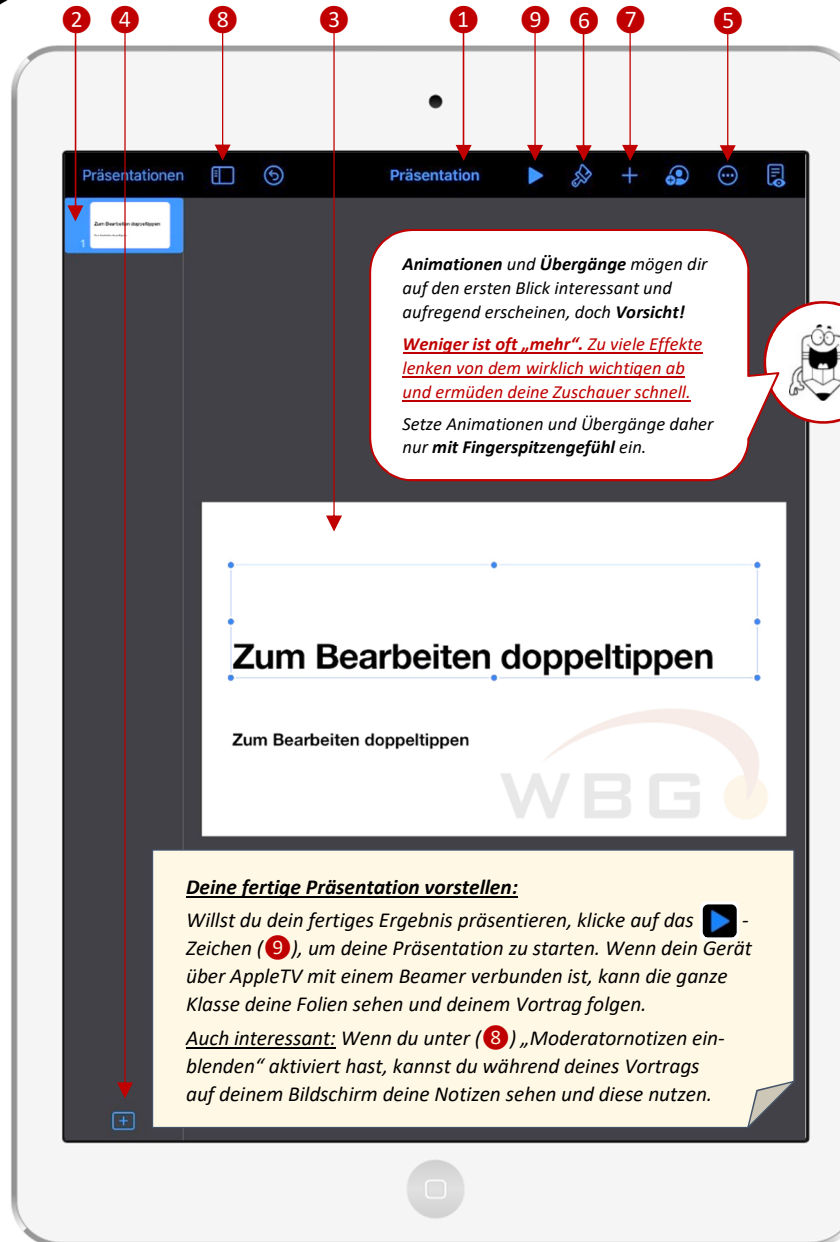 2 4 8 3 1 9 6 7 5
Präsentationen Präsentation
Zum Bearbeiten doppeltippen
1
Animationen und Übergänge mögen dir
auf den ersten Blick interessant und
aufregend erscheinen, doch Vorsicht!
Weniger ist oft „mehr“. Zu viele Effekte
lenken von dem wirklich wichtigen ab
und ermüden deine Zuschauer schnell.
Setze Animationen und Übergänge daher
nur mit Fingerspitzengefühl ein.
Zum Bearbeiten doppeltippen
Zum Bearbeiten doppeltippen
WBG
Deine fertige Präsentation vorstellen:
Willst du dein fertiges Ergebnis präsentieren, klicke auf das -
Zeichen (9), um deine Präsentation zu starten. Wenn dein Gerät
über AppleTV mit einem Beamer verbunden ist, kann die ganze
Klasse deine Folien sehen und deinem Vortrag folgen.
Auch interessant: Wenn du unter (8) „Moderatornotizen ein-
blenden“ aktiviert hast, kannst du während deines Vortrags
auf deinem Bildschirm deine Notizen sehen und diese nutzen.